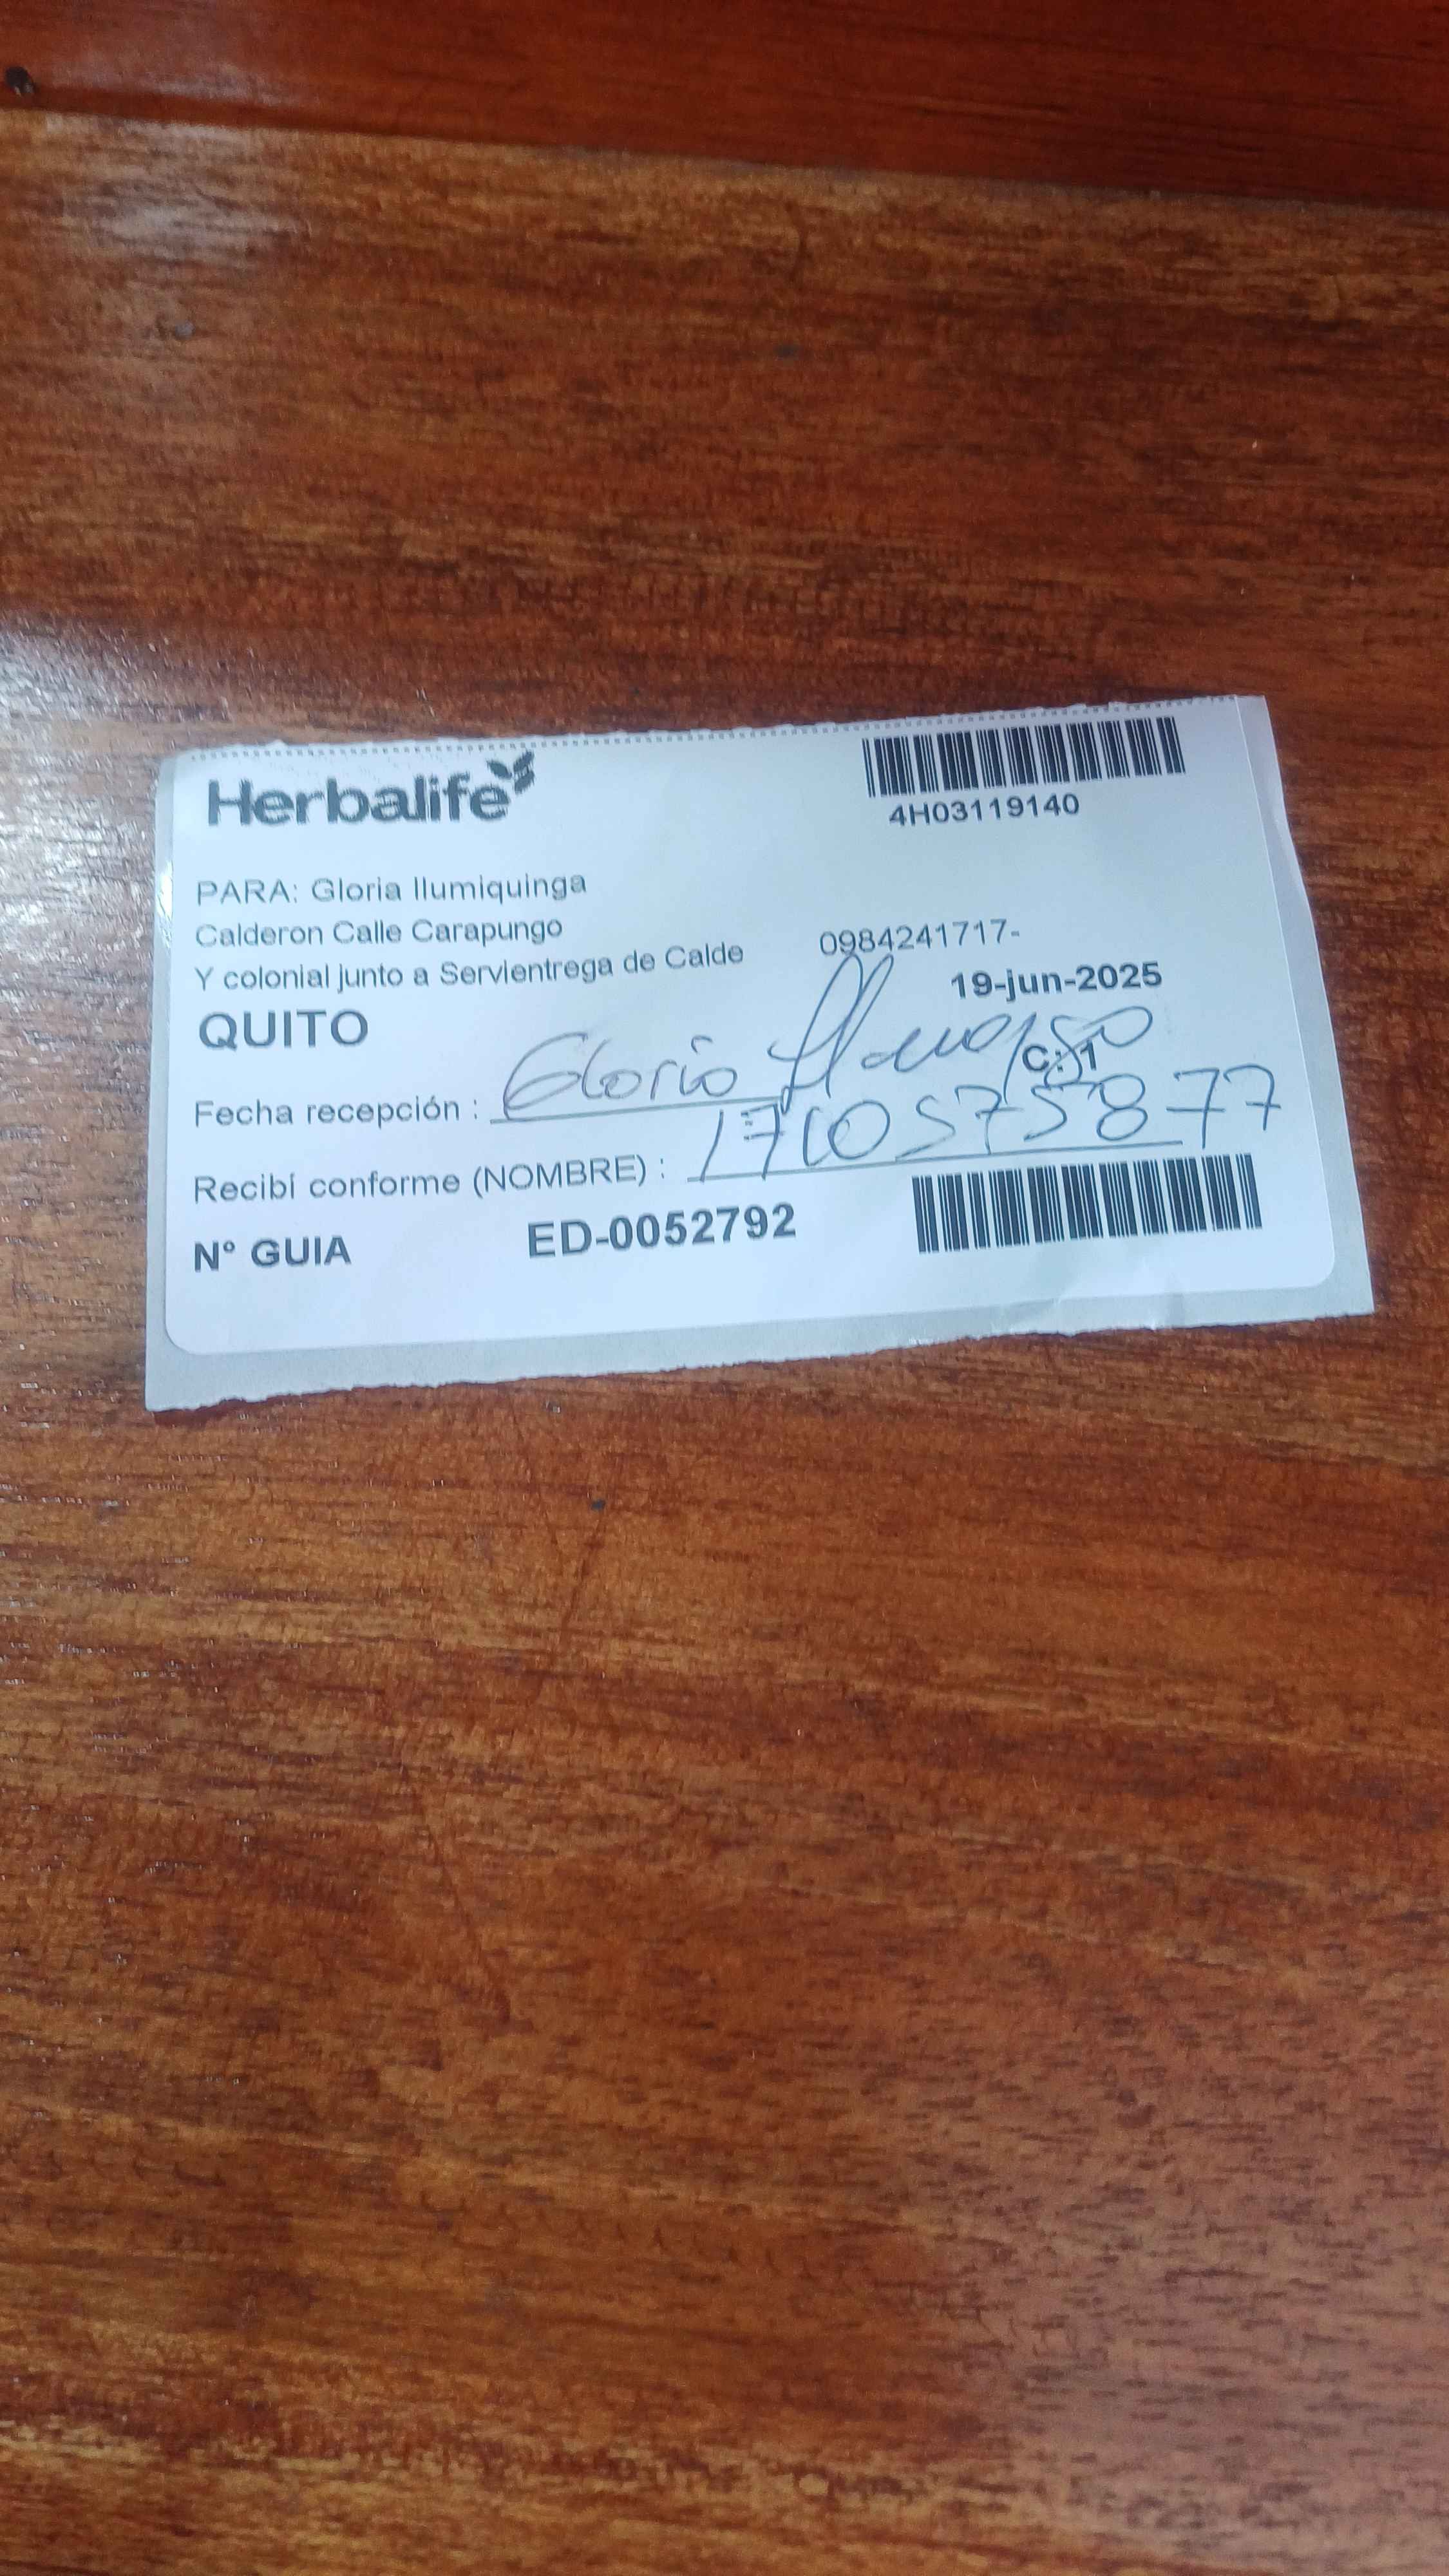 Herbalife
4H03119140
PARA: Gloria Ilumiquinga
Calderon Calle Carapungo
Y colonial junto a Servientrega de Calde 0984241717-
19-jun-2025
QUITO
C: 1
Fecha recepción : Gloria
Recibí conforme (NOMBRE) : 1710575877
N° GUIA ED-0052792